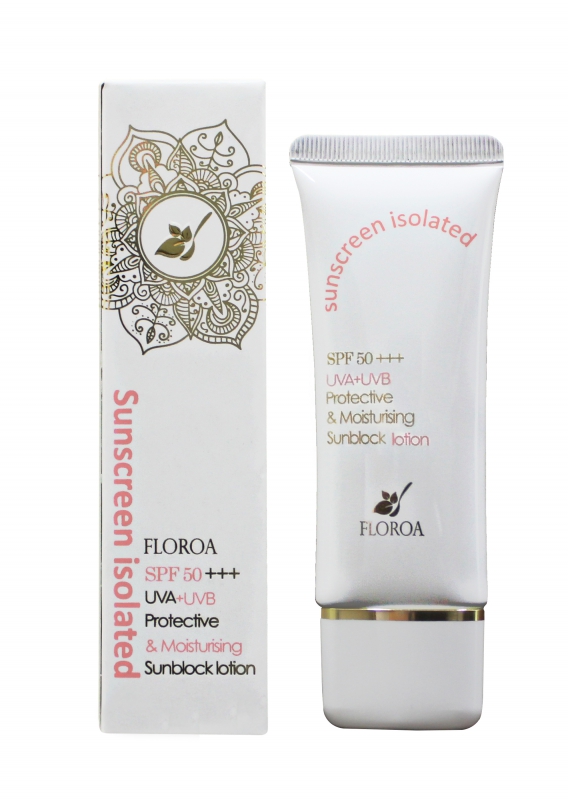 Sunscreen isolated
FLOROA
SPF 50 +++
UVA+UVB
Protective
& Moisturising
Sunblock lotion
sunscreen isolated
SPF 50 +++
UVA+UVB
Protective
& Moisturising
Sunblock lotion
FLOROA